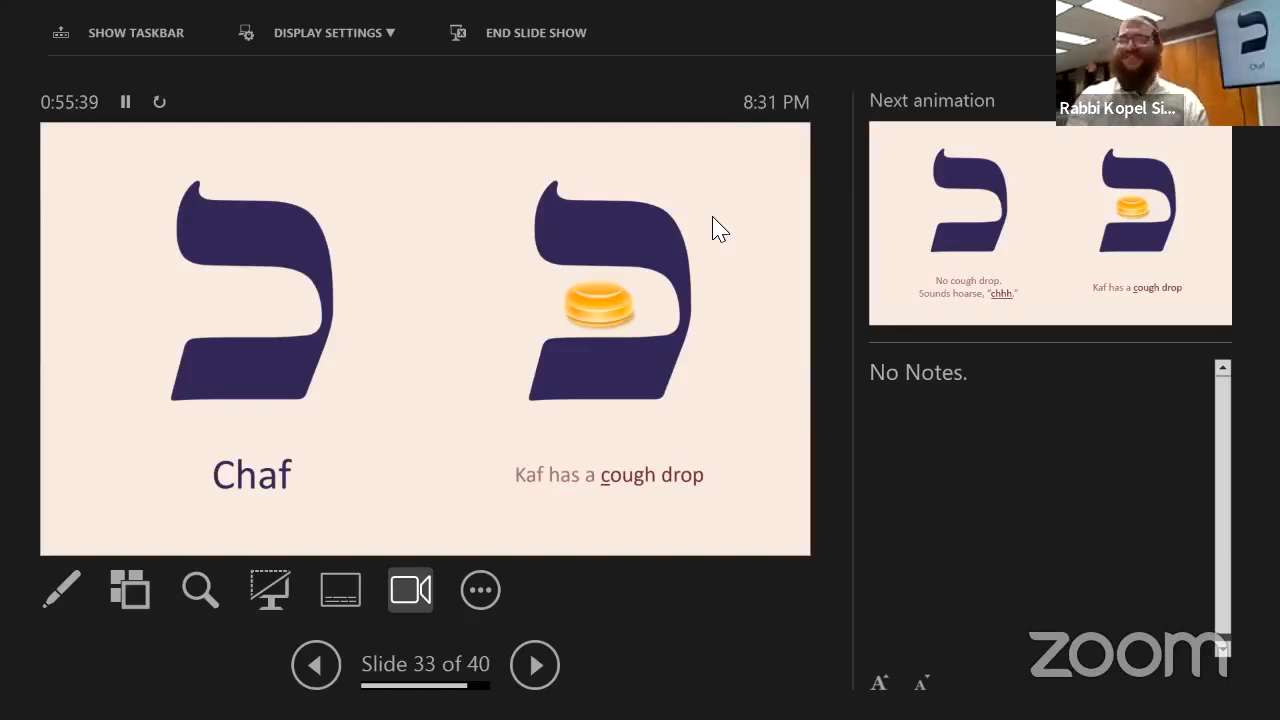 SHOW TASKBAR
DISPLAY SETTINGS ▼
END SLIDE SHOW
0:55:39
8:31 PM
Next animation
Rabbi Kopel Si...
כ
Chaf
כ
כ
Chaf
Kaf has a cough drop
כ
כ
No cough drop.
Sounds hoarse, “chhh.”
Kaf has a cough drop
No Notes.
Slide 33 of 40
A A
zoom